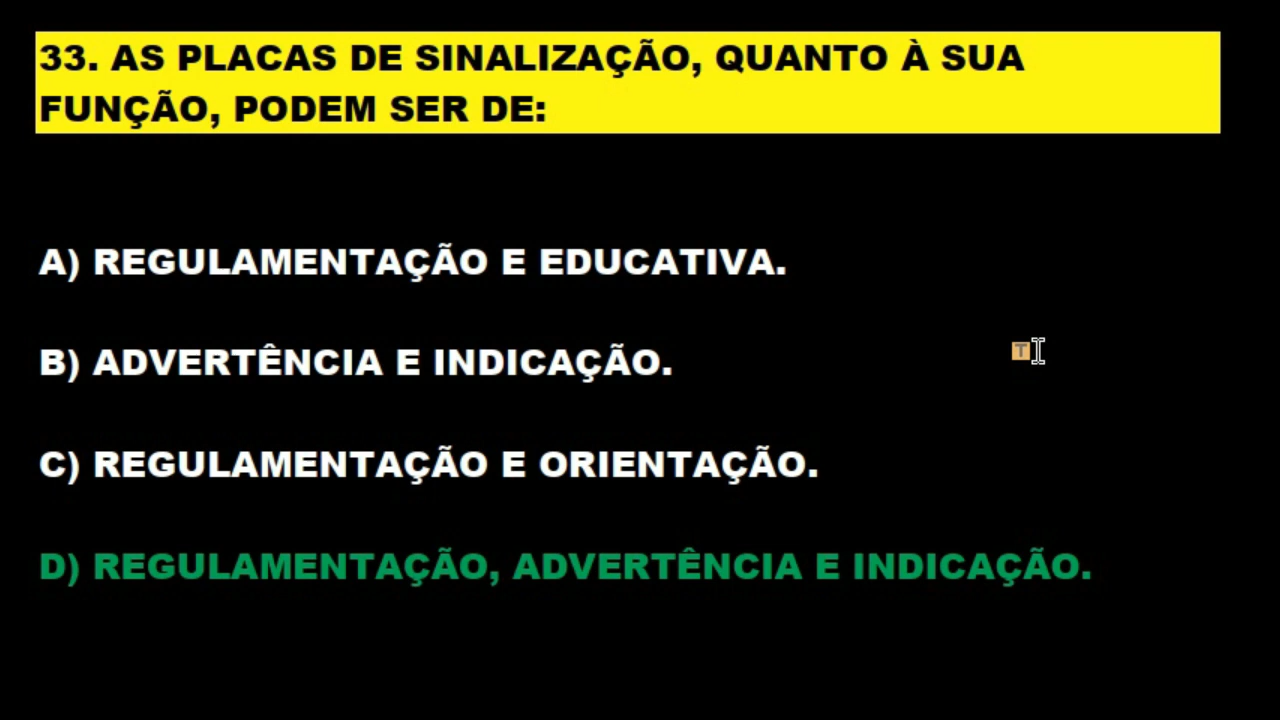 33. AS PLACAS DE SINALIZAÇÃO, QUANTO À SUA
FUNÇÃO, PODEM SER DE:
A) REGULAMENTAÇÃO E EDUCATIVA.
B) ADVERTÊNCIA E INDICAÇÃO.
T
C) REGULAMENTAÇÃO E ORIENTAÇÃO.
D) REGULAMENTAÇÃO, ADVERTÊNCIA E INDICAÇÃO.